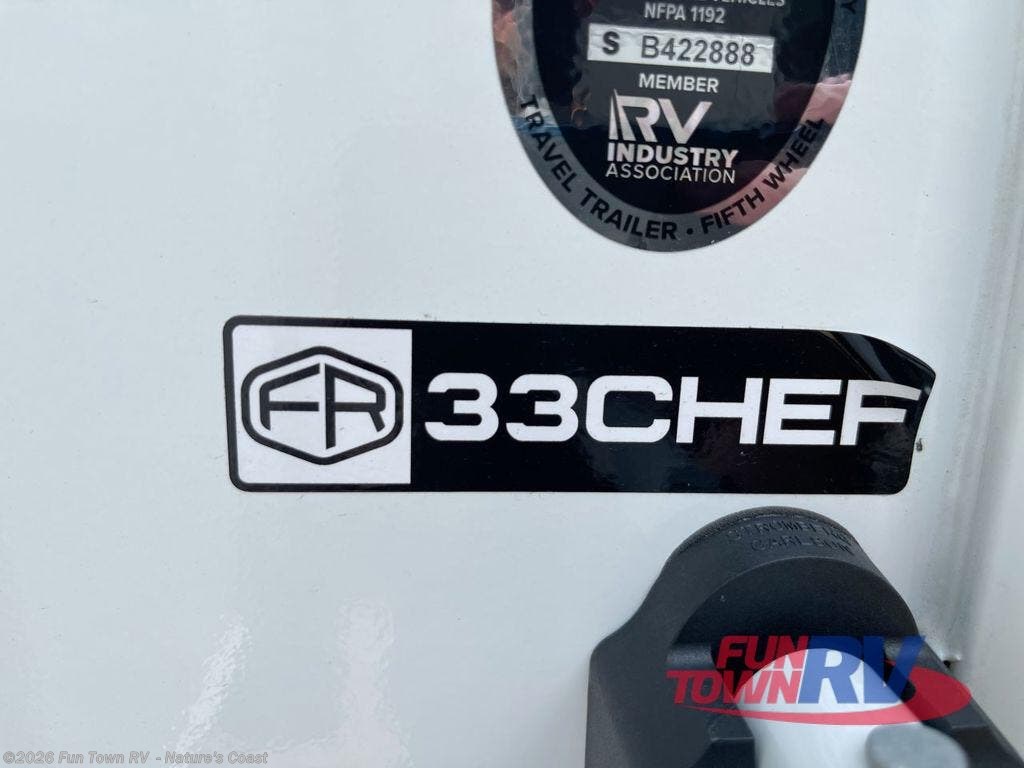 NFPA 1192
S B422888
MEMBER
RV
INDUSTRY
ASSOCIATION
TRAVEL TRAILER • FIFTH WHEEL
FR 33CHEF
FUN
TOWN RV
©2026 Fun Town RV - Nature's Coast